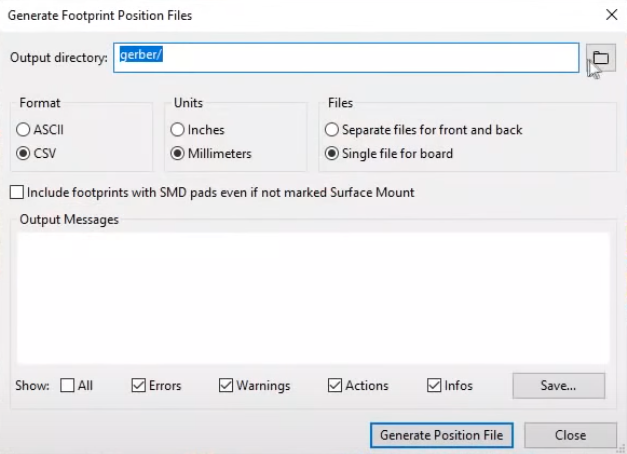 Generate Footprint Position Files
Output directory: gerber/
Format Units Files
ASCII Inches Separate files for front and back
CSV Millimeters Single file for board
Include footprints with SMD pads even if not marked Surface Mount
Output Messages
Show: All Errors Warnings Actions Infos Save...
Generate Position File Close